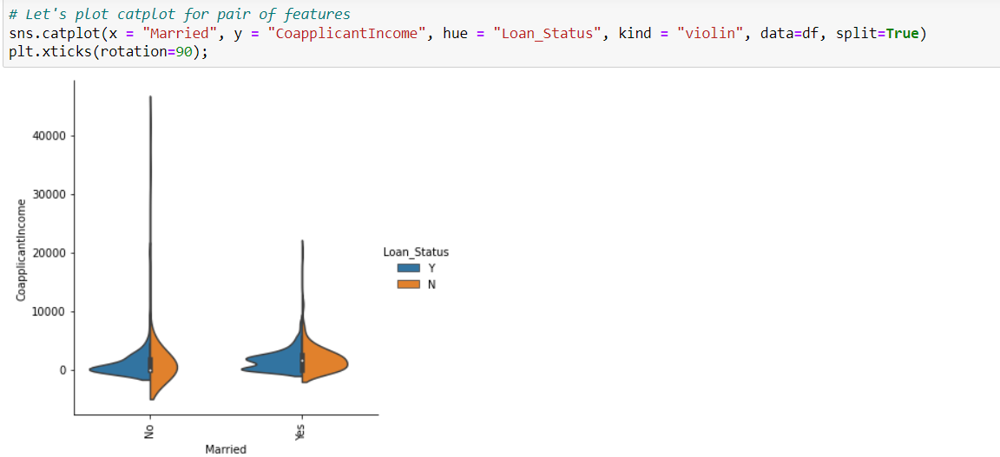 # Let's plot catplot for pair of features
sns.catplot(x = "Married", y = "CoapplicantIncome", hue = "Loan_Status", kind = "violin", data=df, split=True)
plt.xticks(rotation=90);
40000
30000
20000
10000
0
CoapplicantIncome
Loan_Status
Y
N
No
Yes
Married